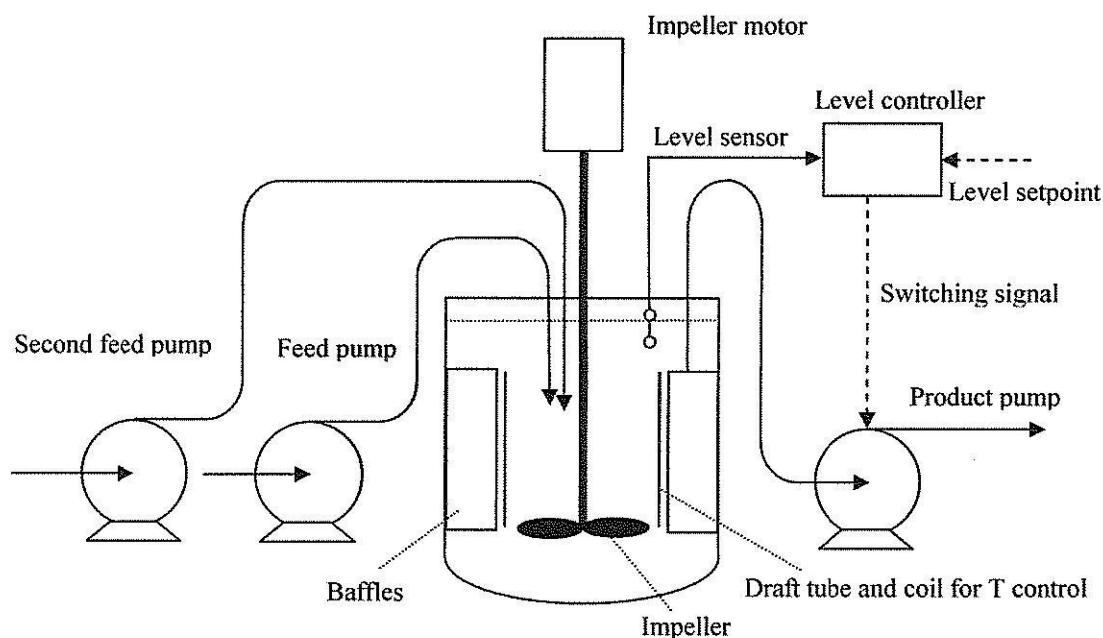 Impeller motor
Level controller
Level sensor
Level setpoint
Switching signal
Second feed pump
Feed pump
Product pump
Baffles
Draft tube and coil for T control
Impeller